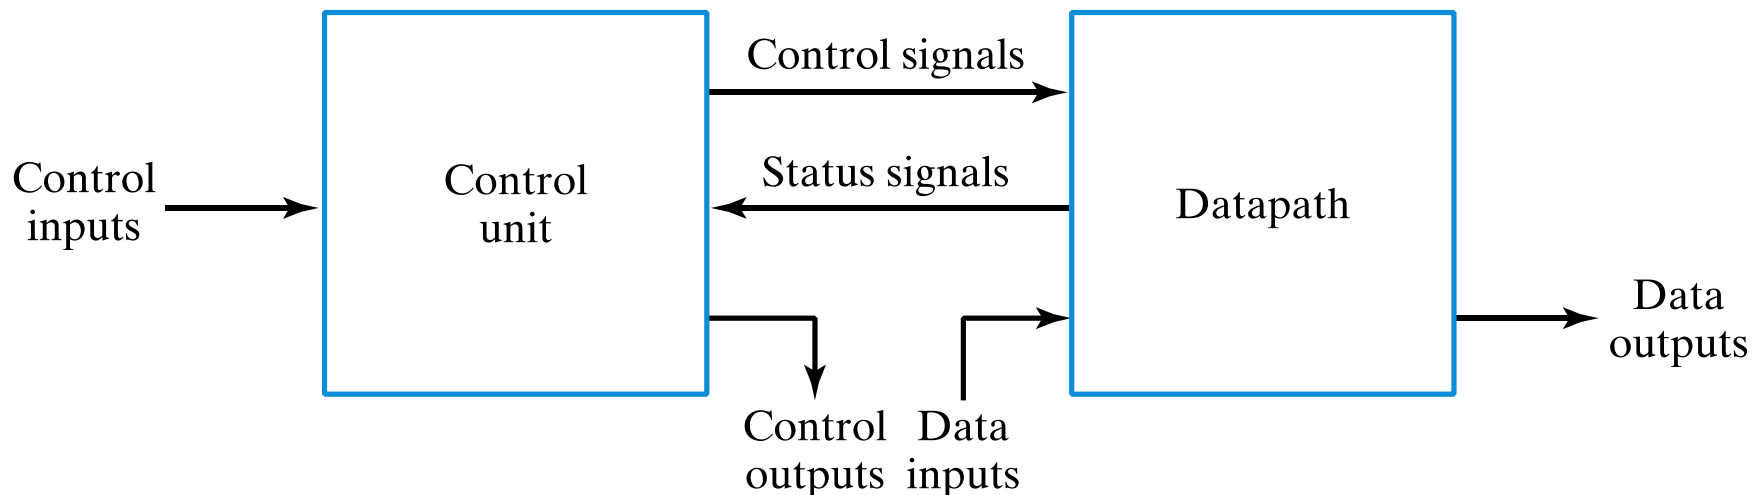 Control signals
Control
inputs
Control
unit
Status signals
Datapath
Data
outputs
Control
outputs
Data
inputs